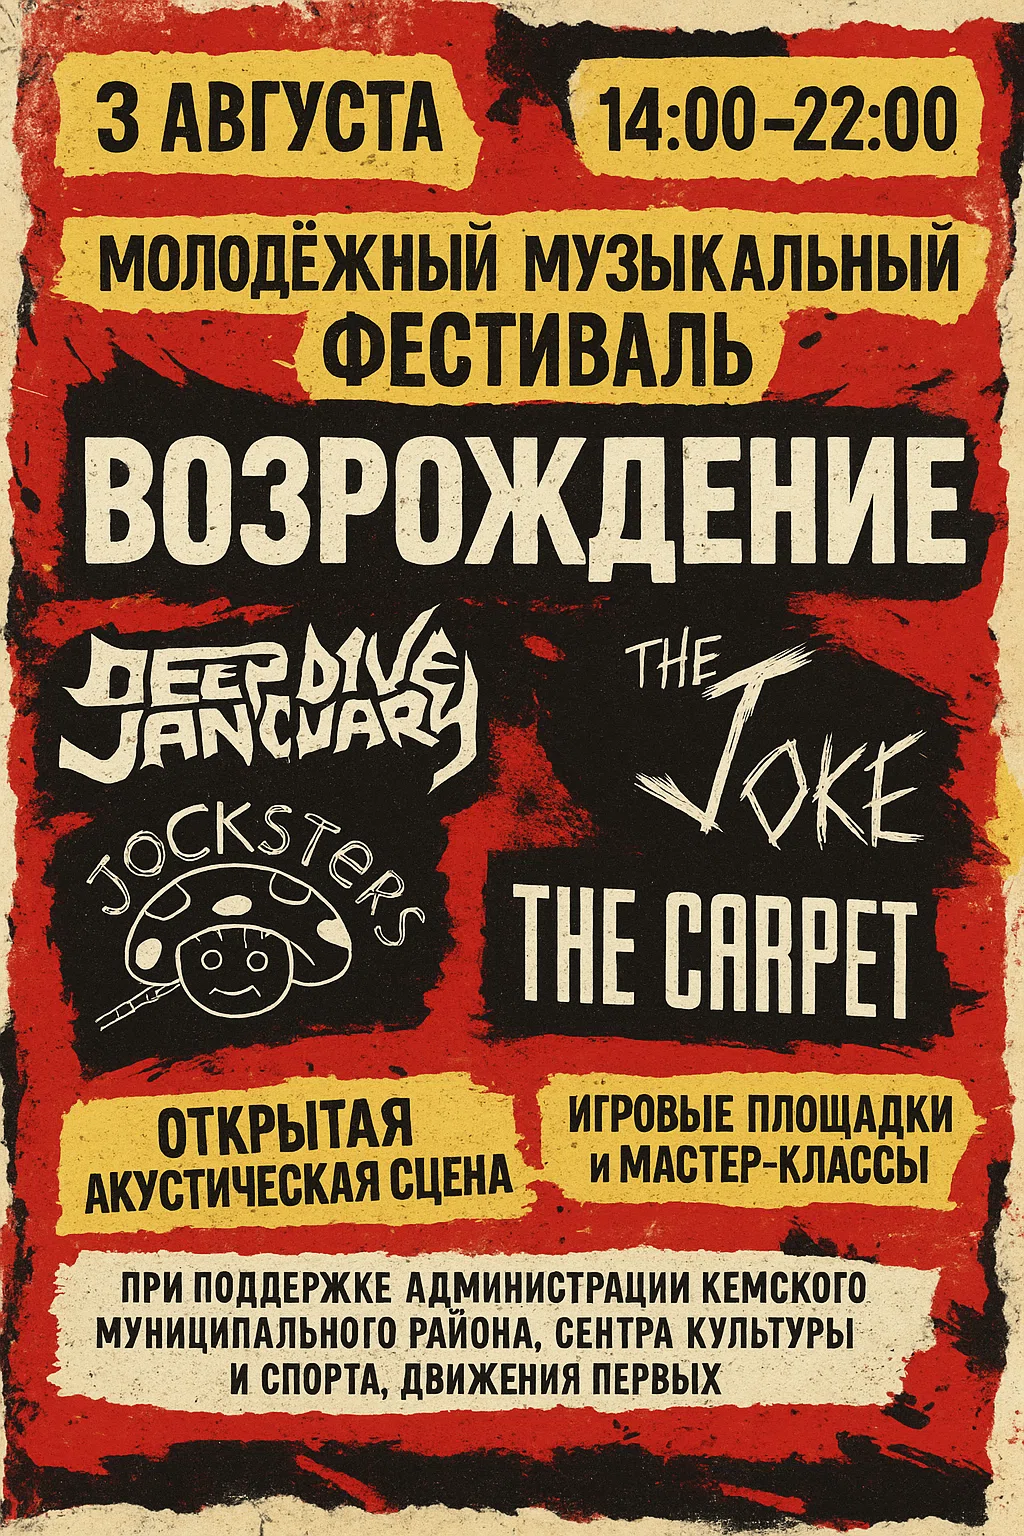 3 АВГУСТА
14:00–22:00
МОЛОДЁЖНЫЙ МУЗЫКАЛЬНЫЙ
ФЕСТИВАЛЬ
ВОЗРОЖДЕНИЕ
DEEP DIVE
JANCUARY
THE
JOKE
JOCKSTERS
THE CARPET
ОТКРЫТАЯ
АКУСТИЧЕСКАЯ СЦЕНА
ИГРОВЫЕ ПЛОЩАДКИ
и МАСТЕР-КЛАССЫ
ПРИ ПОДДЕРЖКЕ АДМИНИСТРАЦИИ КЕМСКОГО
МУНИЦИПАЛЬНОГО РАЙОНА, СЕНТРА КУЛЬТУРЫ
И СПОРТА, ДВИЖЕНИЯ ПЕРВЫХ